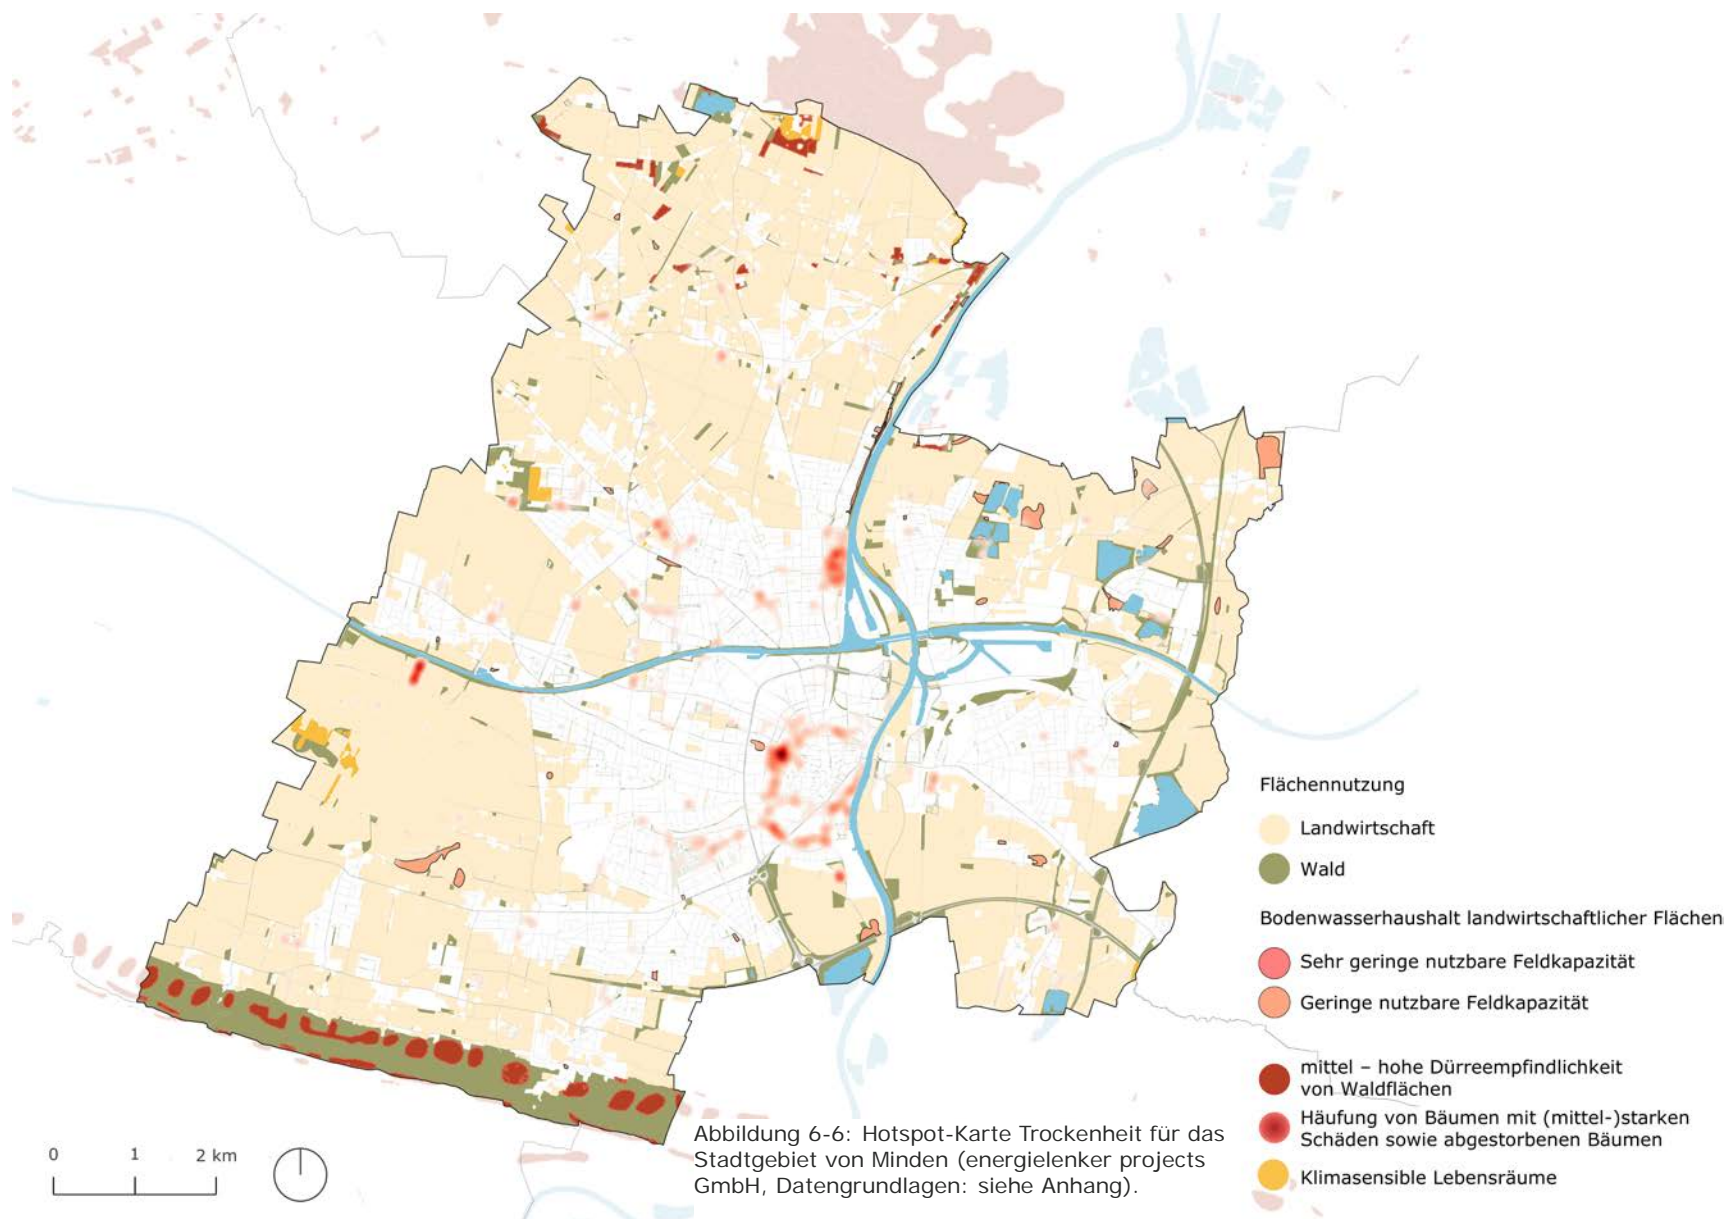 Flächennutzung
Landwirtschaft
Wald
Bodenwasserhaushalt landwirtschaftlicher Flächen
Sehr geringe nutzbare Feldkapazität
Geringe nutzbare Feldkapazität
mittel – hohe Dürreempfindlichkeit
von Waldflächen
Häufung von Bäumen mit (mittel-)starken
Schäden sowie abgestorbenen Bäumen
Klimasensible Lebensräume
0 1 2 km
Abbildung 6-6: Hotspot-Karte Trockenheit für das
Stadtgebiet von Minden (energielenker projects
GmbH, Datengrundlagen: siehe Anhang).